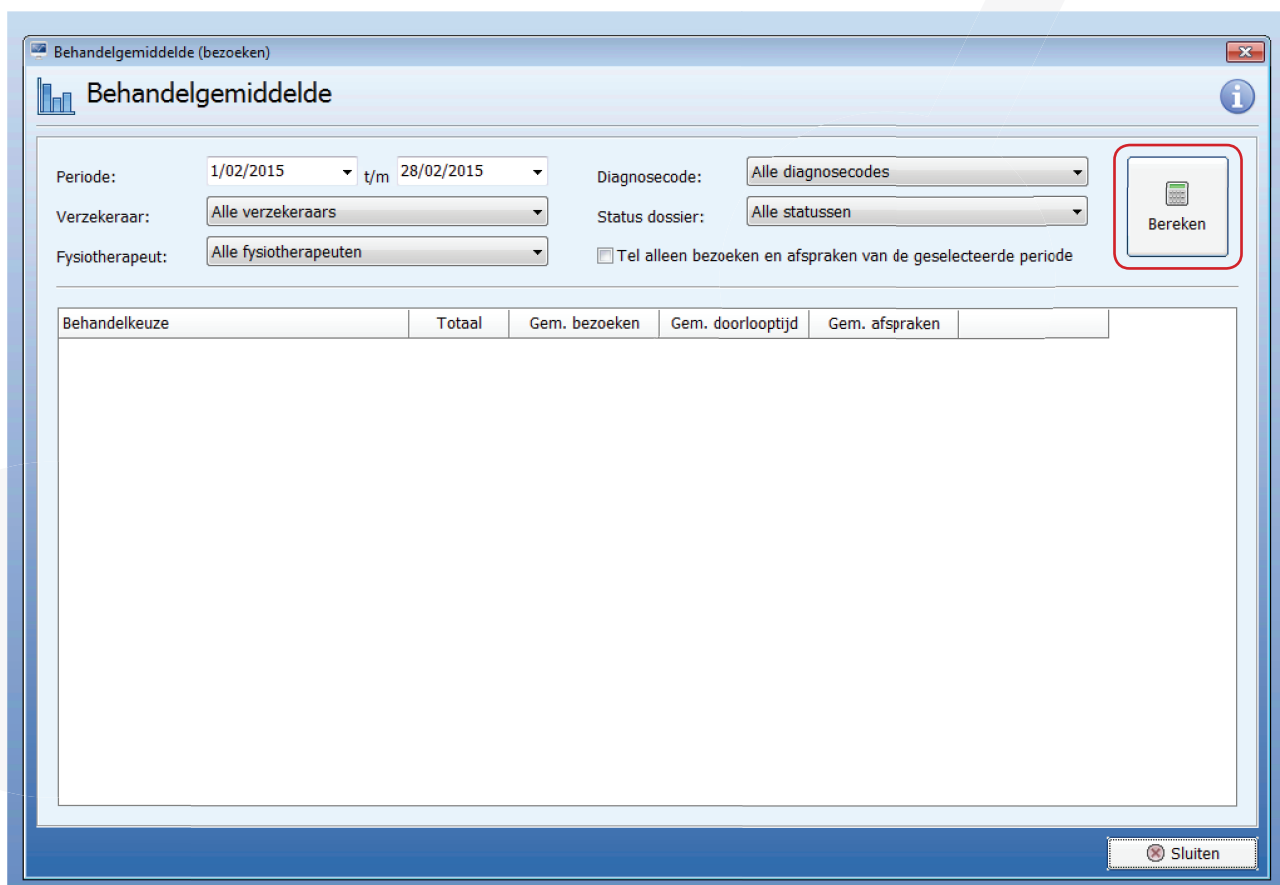 Behandelgemiddelde (bezoeken)
Behandelgemiddelde
Periode: 1/02/2015 t/m 28/02/2015 Diagnosecode: Alle diagnosecodes
Verzekeraar: Alle verzekeraars Status dossier: Alle statussen
Bereken
Fysiotherapeut: Alle fysiotherapeuten Tel alleen bezoeken en afspraken van de geselecteerde periode
Behandelkeuze Totaal Gem. bezoeken Gem. doorlooptijd Gem. afspraken
Sluiten